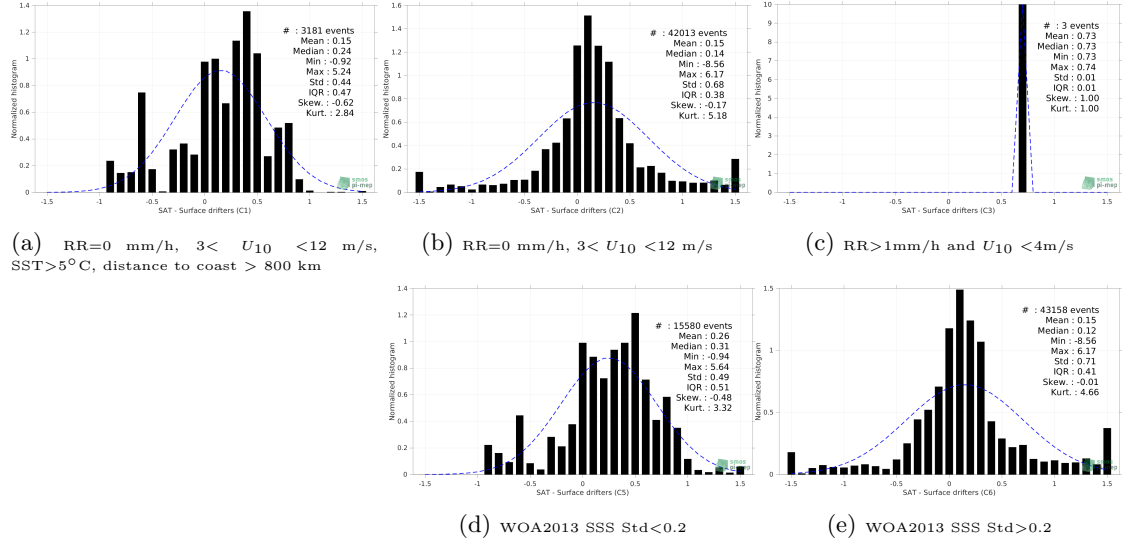 1.4
1.2
1
0.8
0.6
0.4
0.2
0
Normalized histogram
# : 3181 events
Mean : 0.15
Median : 0.24
Min : -0.92
Max : 5.24
Std : 0.44
IQR : 0.47
Skew. : -0.62
Kurt. : 2.84
smos
pi-mep
-1.5 -1 -0.5 0 0.5 1 1.5
SAT - Surface drifters (C1)
(a) RR=0 mm/h, 3< U10 <12 m/s,
SST>5°C, distance to coast > 800 km
1.6
1.4
1.2
1
0.8
0.6
0.4
0.2
0
Normalized histogram
# : 42013 events
Mean : 0.15
Median : 0.14
Min : -8.56
Max : 6.17
Std : 0.68
IQR : 0.38
Skew. : -0.17
Kurt. : 5.18
smos
pi-mep
-1.5 -1 -0.5 0 0.5 1 1.5
SAT - Surface drifters (C2)
(b) RR=0 mm/h, 3< U10 <12 m/s
10
9
8
7
6
5
4
3
2
1
0
Normalized histogram
# : 3 events
Mean : 0.73
Median : 0.73
Min : 0.73
Max : 0.74
Std : 0.01
IQR : 0.01
Skew. : 1.00
Kurt. : 1.00
smos
pi-mep
-1.5 -1 -0.5 0 0.5 1 1.5
SAT - Surface drifters (C3)
(c) RR>1mm/h and U10 <4m/s
1.4
1.2
1
0.8
0.6
0.4
0.2
0
Normalized histogram
# : 15580 events
Mean : 0.26
Median : 0.31
Min : -0.94
Max : 5.64
Std : 0.49
IQR : 0.51
Skew. : -0.48
Kurt. : 3.32
smos
pi-mep
-1.5 -1 -0.5 0 0.5 1 1.5
SAT - Surface drifters (C5)
(d) WOA2013 SSS Std<0.2
1.5
1
0.5
0
Normalized histogram
# : 43158 events
Mean : 0.15
Median : 0.12
Min : -8.56
Max : 6.17
Std : 0.71
IQR : 0.41
Skew. : -0.01
Kurt. : 4.66
smos
pi-mep
-1.5 -1 -0.5 0 0.5 1 1.5
SAT - Surface drifters (C6)
(e) WOA2013 SSS Std>0.2